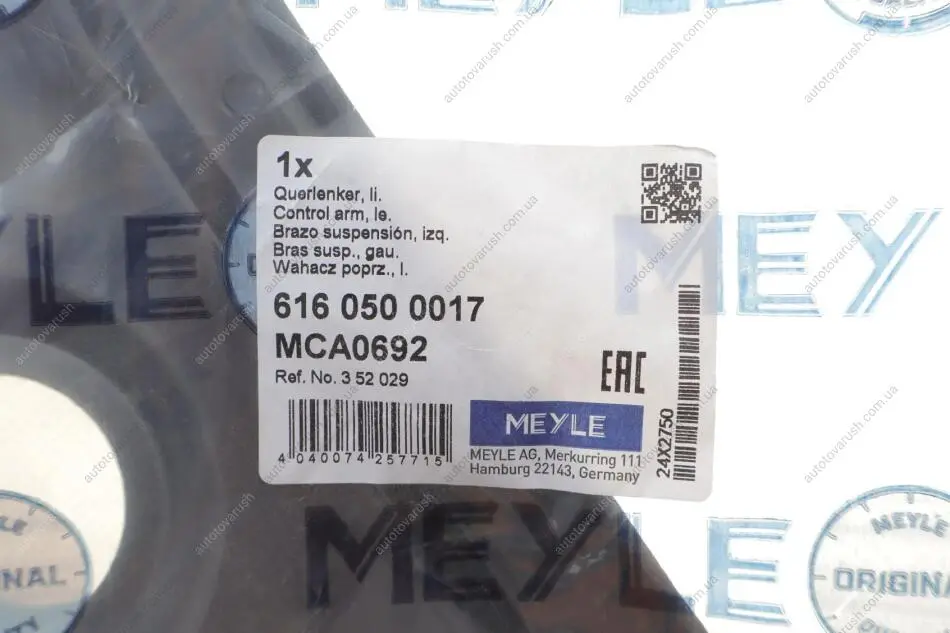 MEYLE
1x
Querlenker, li.
Control arm, le.
Brazo suspensión, izq.
Bras susp., gau.
Wahacz poprz., l.
616 050 0017
MCA0692
Ref. No. 3 52 029
EAC
4 040074 257715
MEYLE
MEYLE AG, Merkurring 111
Hamburg 22143, Germany
24X2750
MEYLE
MEYLE
MEYLE
MEYLE
ORIGINAL
autotovarush.com.ua